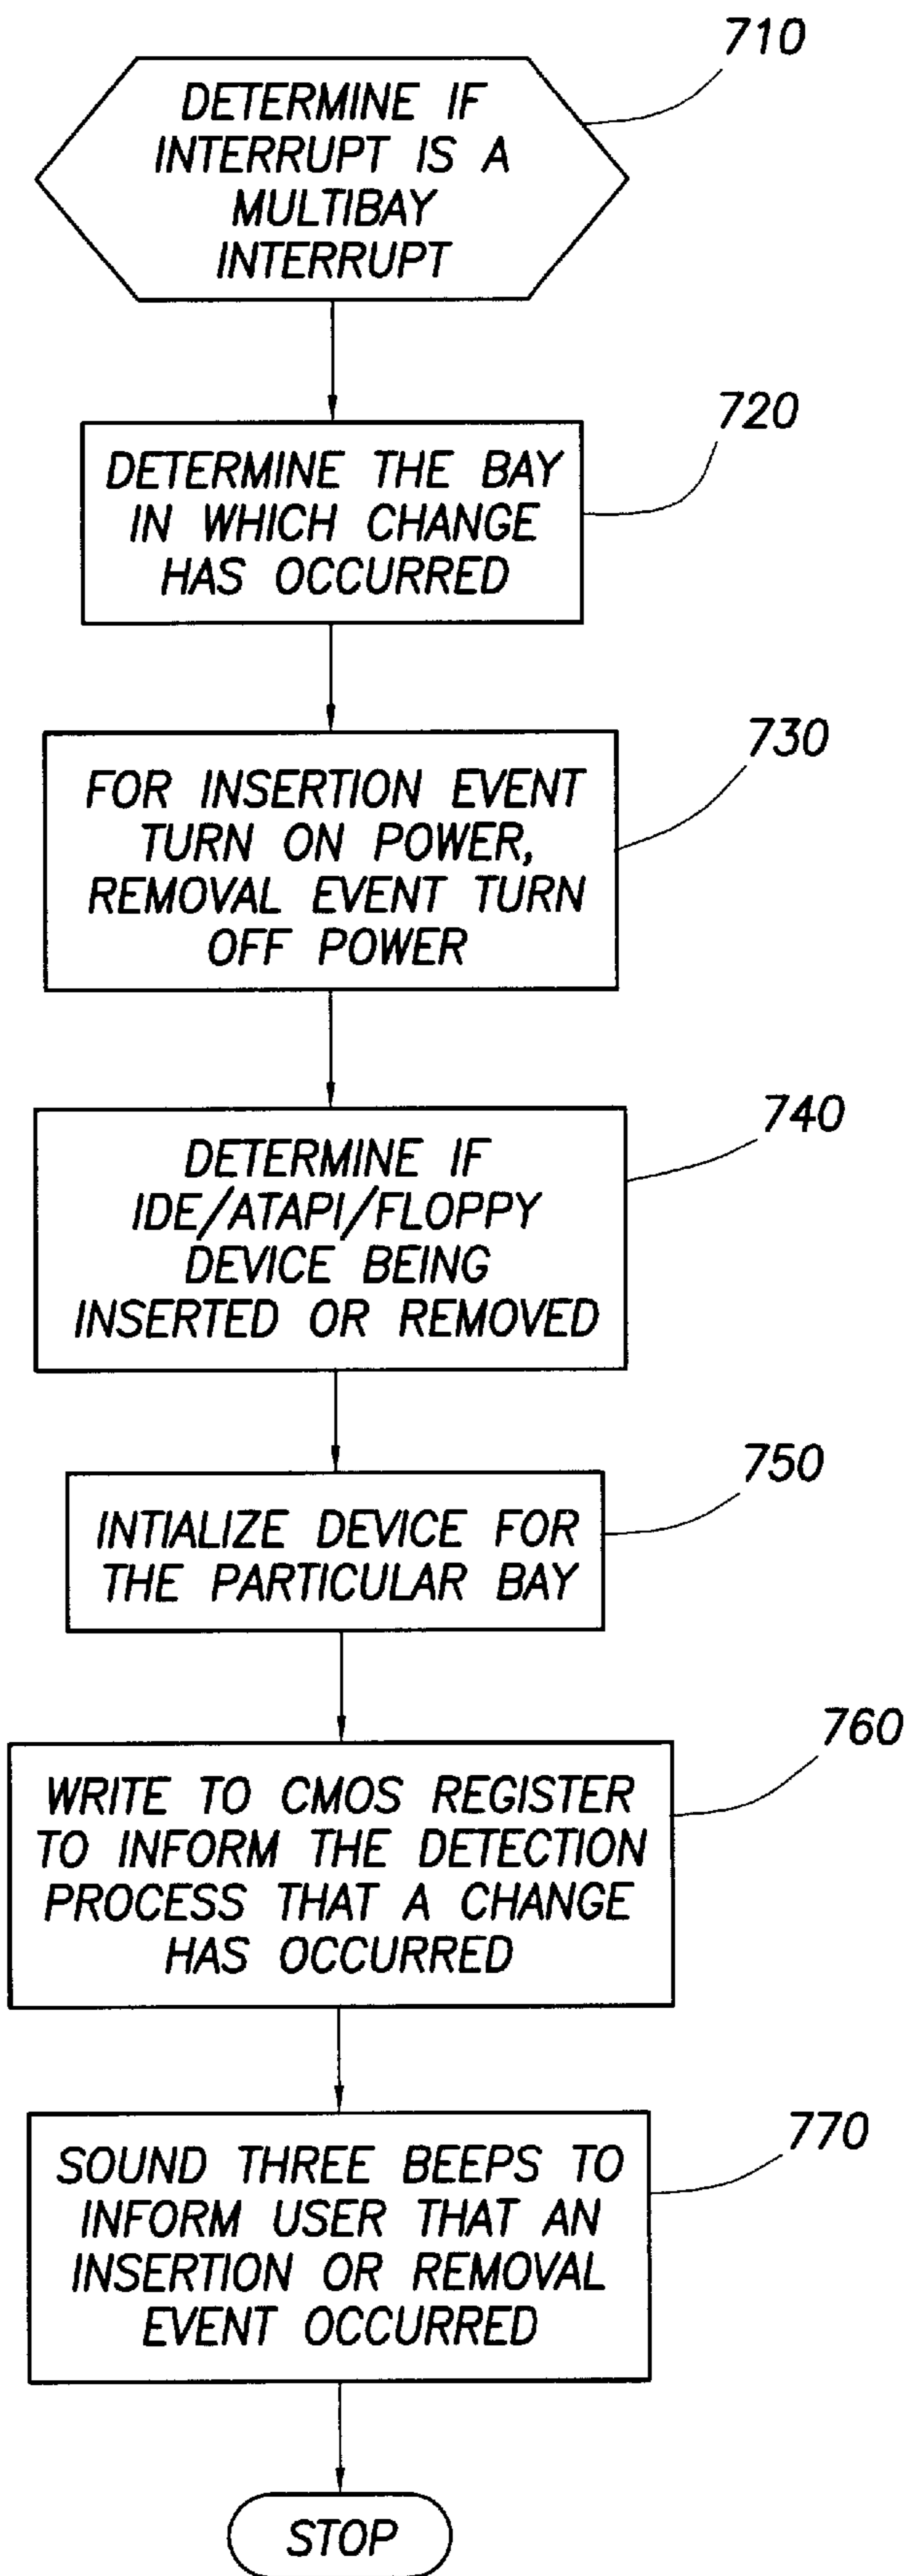 710
DETERMINE IF
INTERRUPT IS A
MULTIBAY
INTERRUPT
720
DETERMINE THE BAY
IN WHICH CHANGE
HAS OCCURRED
730
FOR INSERTION EVENT
TURN ON POWER,
REMOVAL EVENT TURN
OFF POWER
740
DETERMINE IF
IDE/ATAPI/FLOPPY
DEVICE BEING
INSERTED OR REMOVED
750
INTIALIZE DEVICE FOR
THE PARTICULAR BAY
760
WRITE TO CMOS REGISTER
TO INFORM THE DETECTION
PROCESS THAT A CHANGE
HAS OCCURRED
770
SOUND THREE BEEPS TO
INFORM USER THAT AN
INSERTION OR REMOVAL
EVENT OCCURRED
STOP